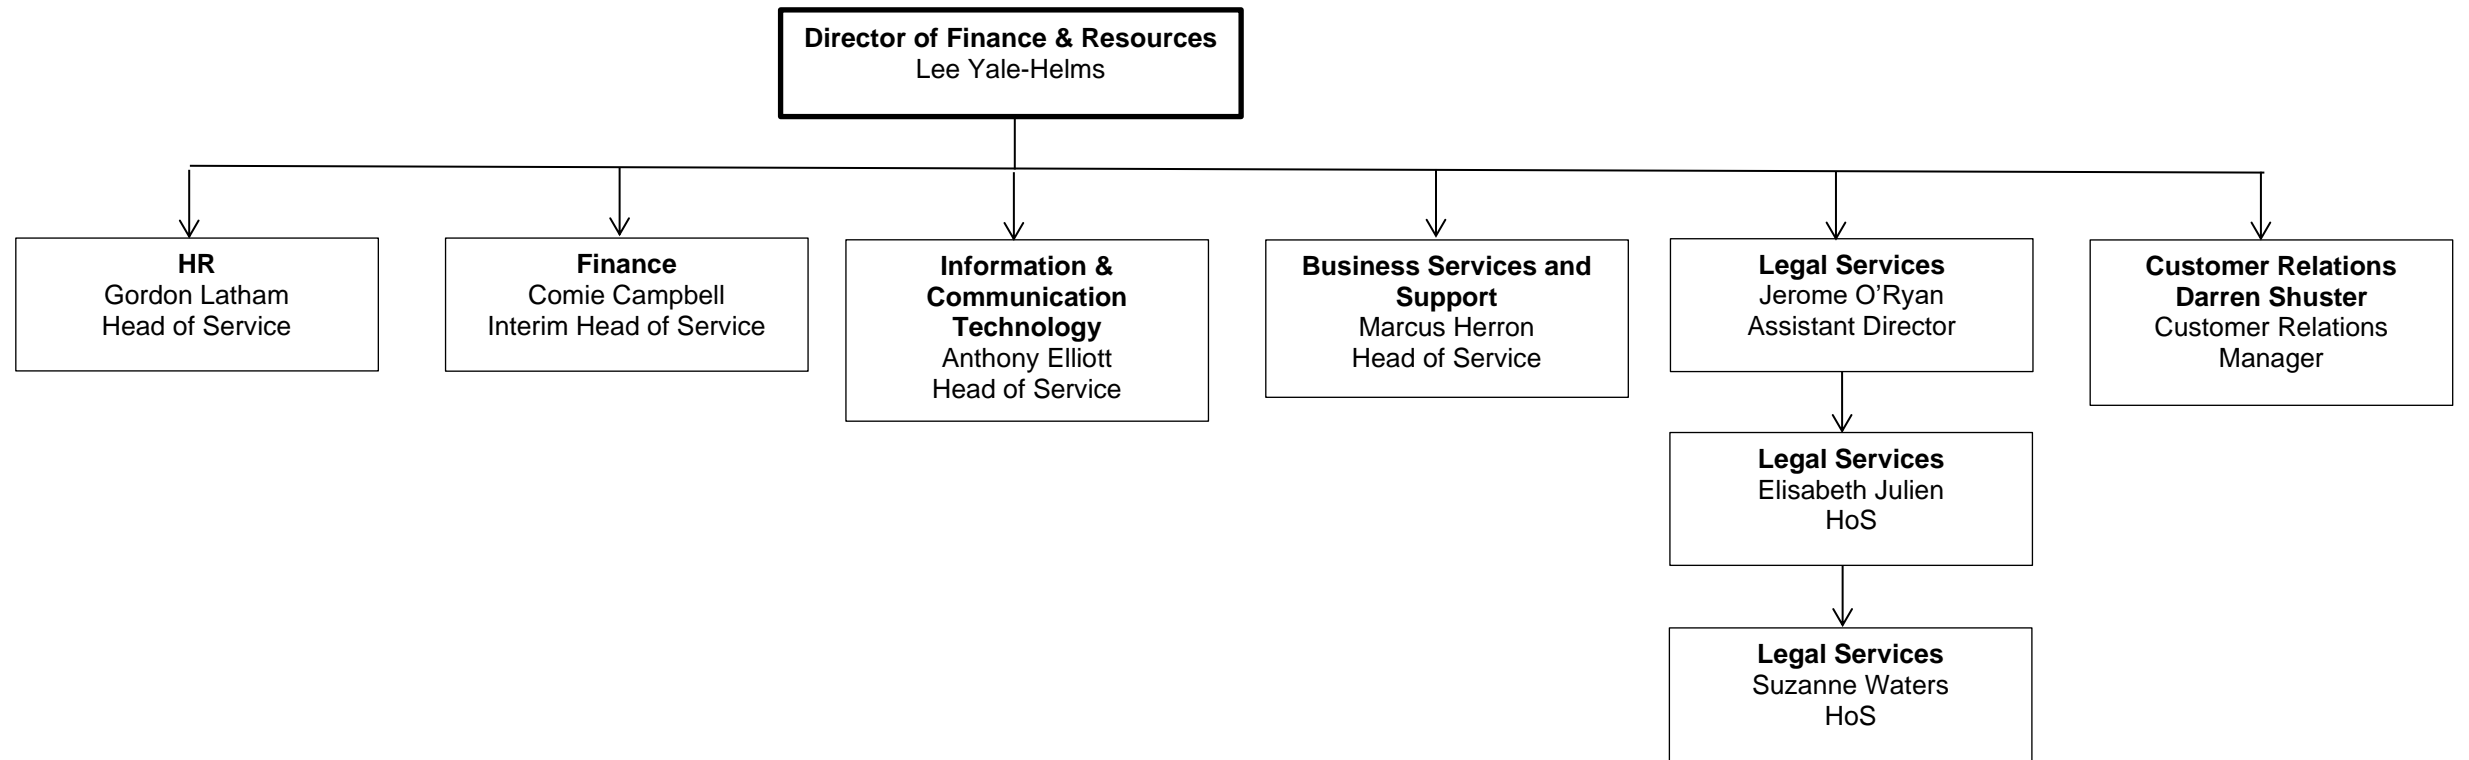 Director of Finance & Resources
Lee Yale-Helms
HR
Gordon Latham
Head of Service
Finance
Comie Campbell
Interim Head of Service
Information &
Communication
Technology
Anthony Elliott
Head of Service
Business Services and
Support
Marcus Herron
Head of Service
Legal Services
Jerome O’Ryan
Assistant Director
Customer Relations
Darren Shuster
Customer Relations
Manager
Legal Services
Elisabeth Julien
HoS
Legal Services
Suzanne Waters
HoS